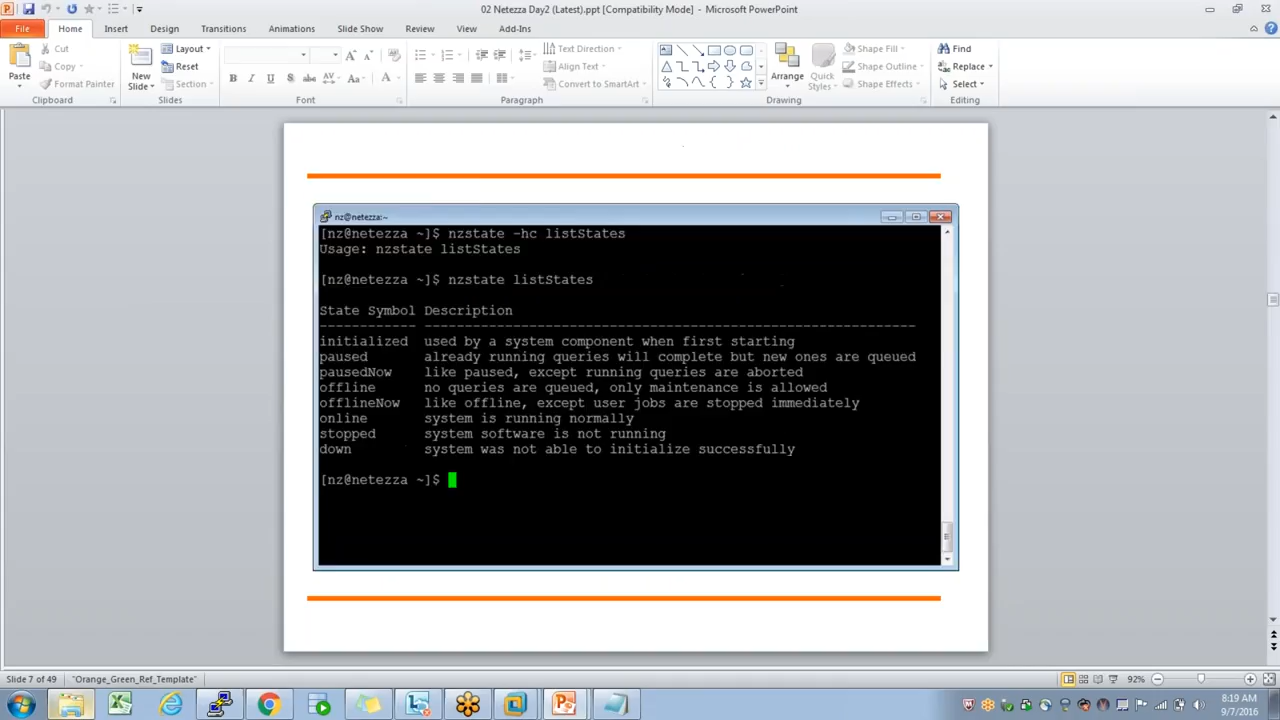 02 Netezza Day2 (Latest).ppt [Compatibility Mode] - Microsoft PowerPoint
File Home Insert Design Transitions Animations Slide Show Review View Add-Ins
Paste
Cut
Copy
Format Painter
Clipboard
New Slide
Layout
Reset
Section
Slides
B I U S abc AV Aa A
Font
Text Direction
Align Text
Convert to SmartArt
Paragraph
Arrange
Quick Styles
Shape Fill
Shape Outline
Shape Effects
Drawing
Find
Replace
Select
Editing
nz@netezza:~
[nz@netezza ~]$ nzstate -hc listStates
Usage: nzstate listStates
[nz@netezza ~]$ nzstate listStates
State Symbol Description
------------ -------------------------------------------------------------
initialized used by a system component when first starting
paused already running queries will complete but new ones are queued
pausedNow like paused, except running queries are aborted
offline no queries are queued, only maintenance is allowed
offlineNow like offline, except user jobs are stopped immediately
online system is running normally
stopped system software is not running
down system was not able to initialize successfully
[nz@netezza ~]$
Slide 7 of 49 "Orange_Green_Ref_Template" 92%
8:19 AM
9/7/2016